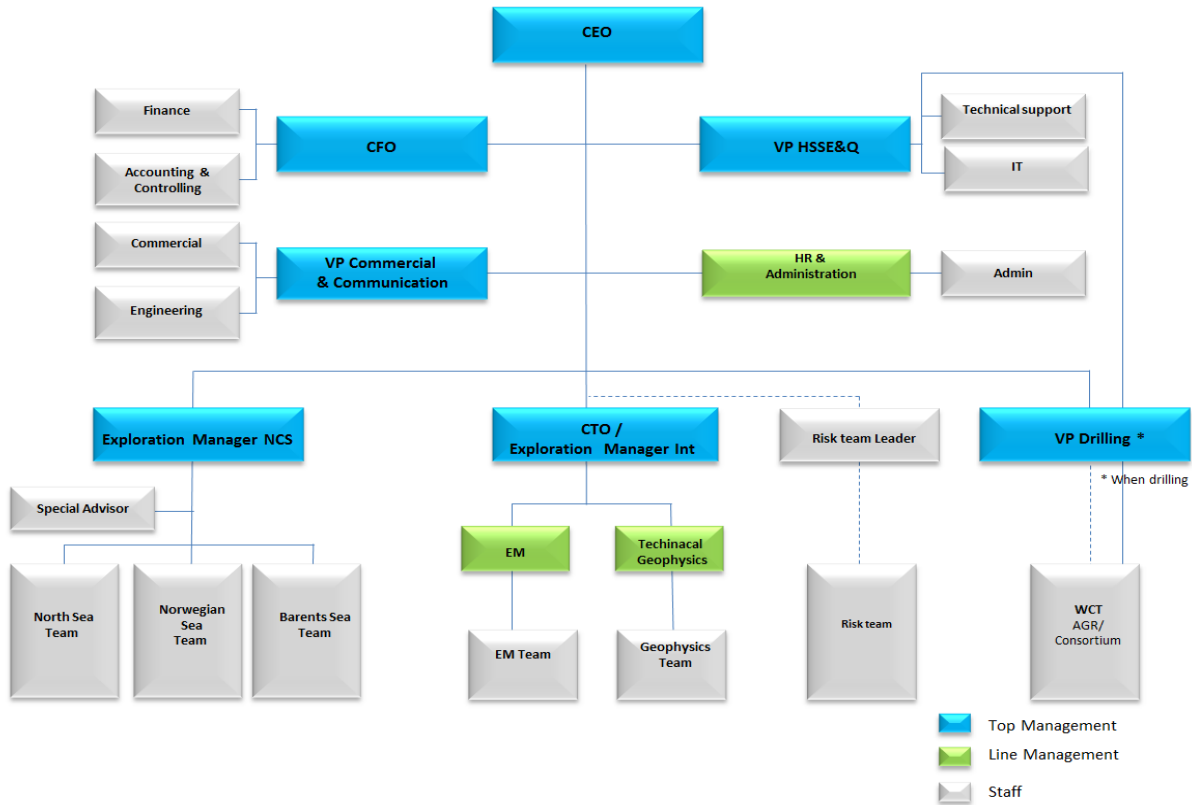 CEO
Finance
CFO
Accounting &
Controlling
VP HSSE&Q
Technical support
IT
Commercial
VP Commercial
& Communication
Engineering
HR &
Administration
Admin
Exploration Manager NCS
CTO /
Exploration Manager Int
Risk team Leader
VP Drilling *
* When drilling
Special Advisor
EM
Techinacal
Geophysics
North Sea
Team
Norwegian
Sea
Team
Barents Sea
Team
EM Team
Geophysics
Team
Risk team
WCT
AGR/
Consortium
Top Management
Line Management
Staff